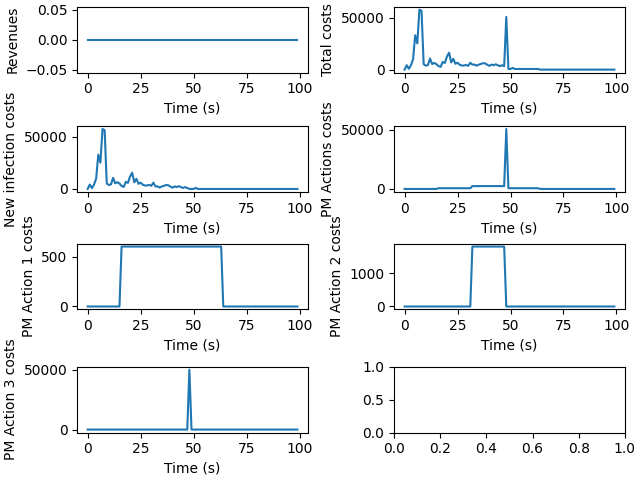 Revenues
0.05
0.00
−0.05
0 25 50 75 100
Time (s)
Total costs
50000
0
0 25 50 75 100
Time (s)
New infection costs
50000
0
0 25 50 75 100
Time (s)
PM Actions costs
50000
0
0 25 50 75 100
Time (s)
PM Action 1 costs
500
0
0 25 50 75 100
Time (s)
PM Action 2 costs
1000
0
0 25 50 75 100
Time (s)
PM Action 3 costs
50000
0
0 25 50 75 100
Time (s)
1.0
0.5
0.0
0.0 0.2 0.4 0.6 0.8 1.0